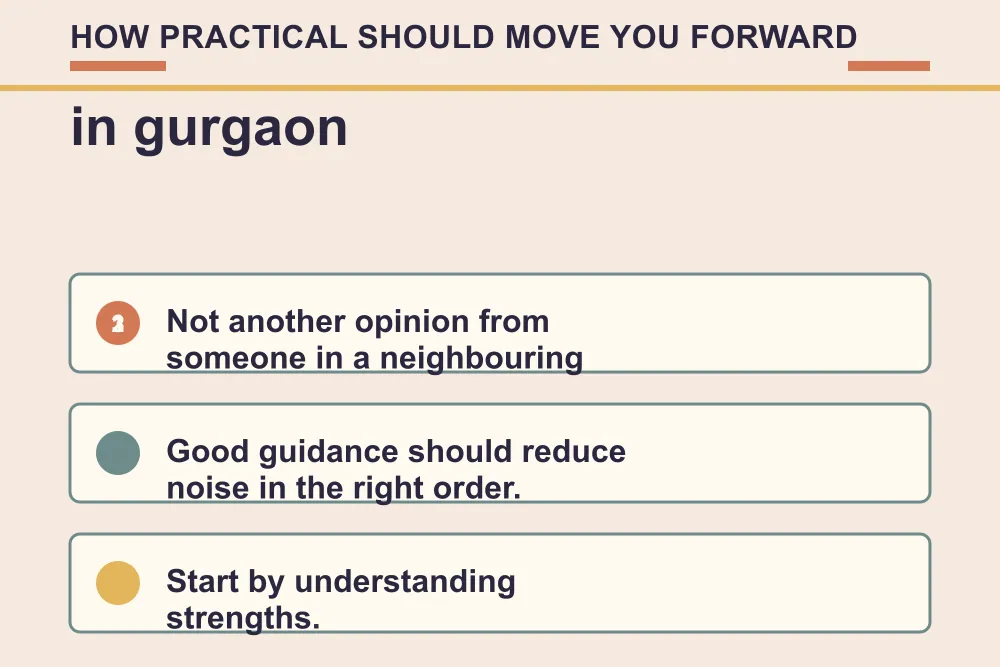 HOW PRACTICAL SHOULD MOVE YOU FORWARD
in gurgaon
Not another opinion from
someone in a neighbouring
Good guidance should reduce
noise in the right order.
Start by understanding
strengths.